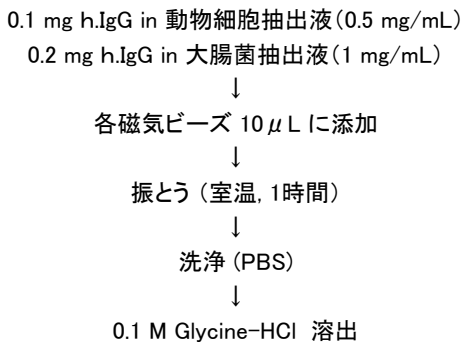 0.1 mg h.IgG in 動物細胞抽出液(0.5 mg/mL)
0.2 mg h.IgG in 大腸菌抽出液(1 mg/mL)
↓
各磁気ビーズ 10μL に添加
↓
振とう (室温, 1時間)
↓
洗浄 (PBS)
↓
0.1 M Glycine-HCl 溶出